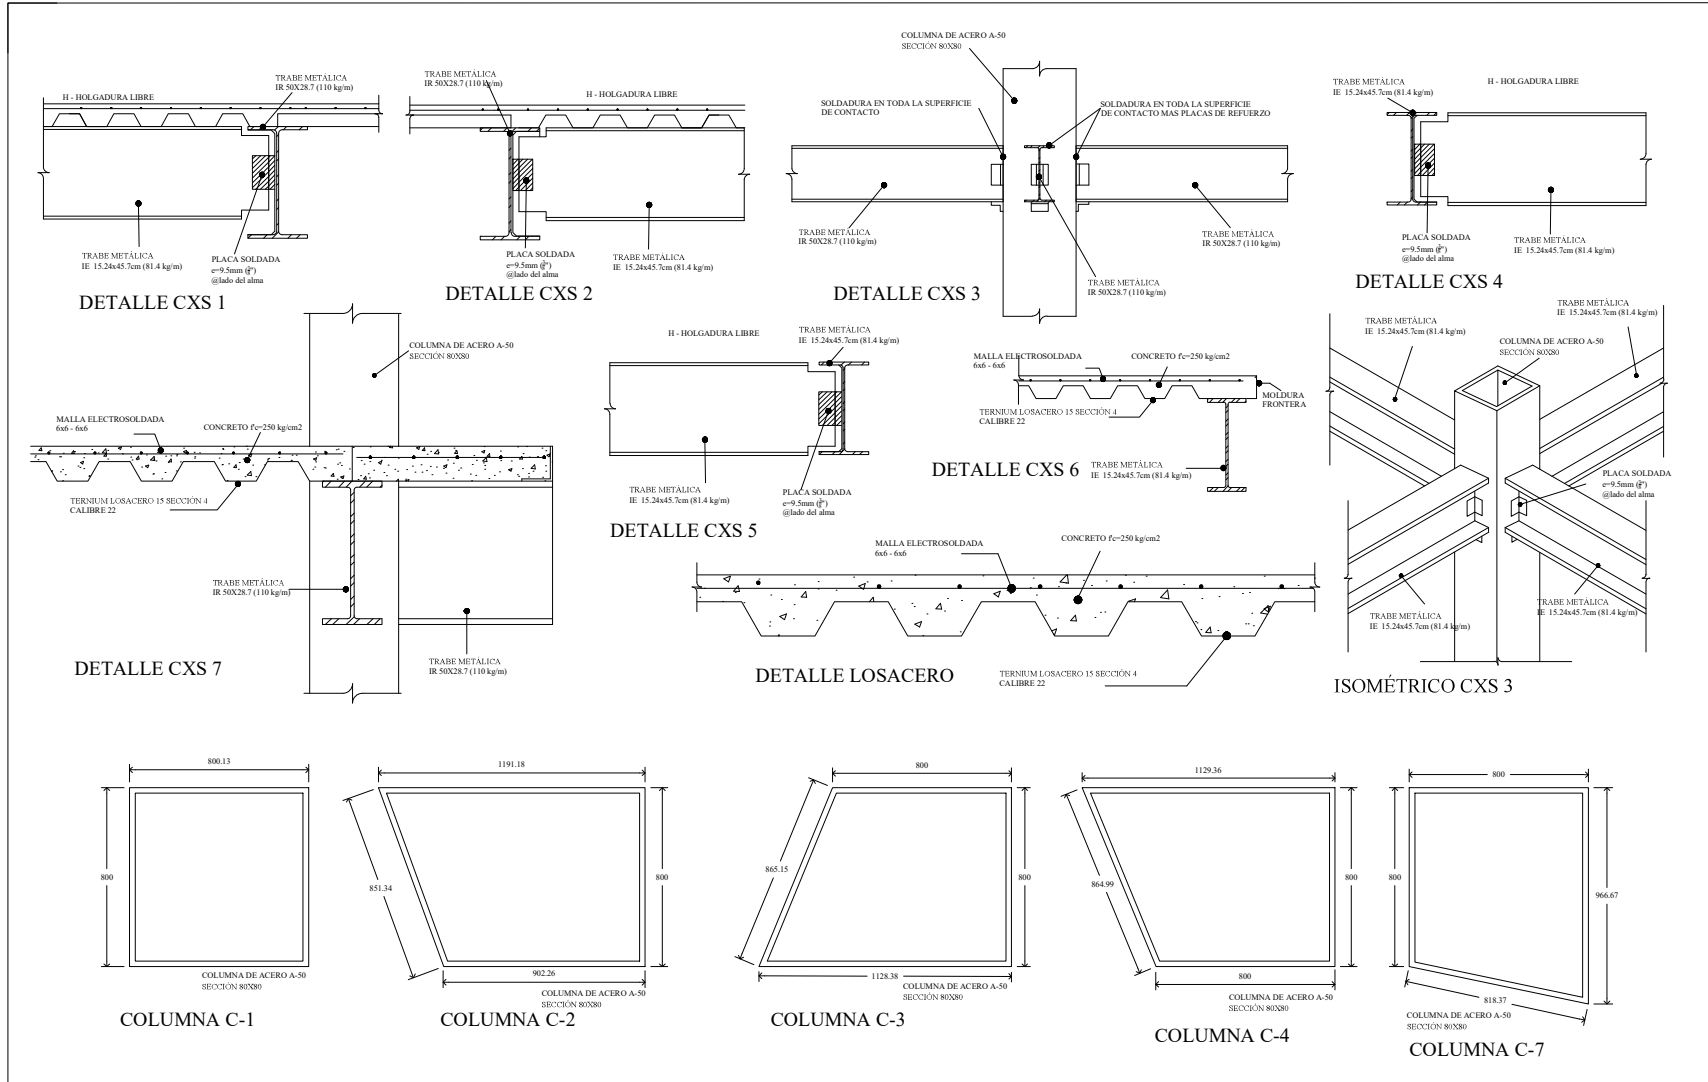 H - HOLGADURA LIBRE
TRABE METÁLICA
IR 50X28.7 (110 kg/m)
TRABE METÁLICA
IE 15.24x45.7cm (81.4 kg/m)
PLACA SOLDADA
e=9.5mm (⅜")
@lado del alma
DETALLE CXS 1
TRABE METÁLICA
IR 50X28.7 (110 kg/m)
H - HOLGADURA LIBRE
PLACA SOLDADA
e=9.5mm (⅜")
@lado del alma
TRABE METÁLICA
IE 15.24x45.7cm (81.4 kg/m)
DETALLE CXS 2
COLUMNA DE ACERO A-50
SECCIÓN 80X80
SOLDADURA EN TODA LA SUPERFICIE
DE CONTACTO
SOLDADURA EN TODA LA SUPERFICIE
DE CONTACTO MAS PLACAS DE REFUERZO
TRABE METÁLICA
IR 50X28.7 (110 kg/m)
TRABE METÁLICA
IR 50X28.7 (110 kg/m)
TRABE METÁLICA
IR 50X28.7 (110 kg/m)
DETALLE CXS 3
TRABE METÁLICA
IE 15.24x45.7cm (81.4 kg/m)
H - HOLGADURA LIBRE
PLACA SOLDADA
e=9.5mm (⅜")
@lado del alma
TRABE METÁLICA
IE 15.24x45.7cm (81.4 kg/m)
DETALLE CXS 4
COLUMNA DE ACERO A-50
SECCIÓN 80X80
MALLA ELECTROSOLDADA
6x6 - 6x6
CONCRETO f'c=250 kg/cm2
TERNIUM LOSACERO 15 SECCIÓN 4
CALIBRE 22
TRABE METÁLICA
IR 50X28.7 (110 kg/m)
TRABE METÁLICA
IR 50X28.7 (110 kg/m)
DETALLE CXS 7
H - HOLGADURA LIBRE
TRABE METÁLICA
IE 15.24x45.7cm (81.4 kg/m)
TRABE METÁLICA
IE 15.24x45.7cm (81.4 kg/m)
PLACA SOLDADA
e=9.5mm (⅜")
@lado del alma
DETALLE CXS 5
MALLA ELECTROSOLDADA
6x6 - 6x6
CONCRETO f'c=250 kg/cm2
MOLDURA
FRONTERA
TERNIUM LOSACERO 15 SECCIÓN 4
CALIBRE 22
TRABE METÁLICA
IE 15.24x45.7cm (81.4 kg/m)
DETALLE CXS 6
MALLA ELECTROSOLDADA
6x6 - 6x6
CONCRETO f'c=250 kg/cm2
TERNIUM LOSACERO 15 SECCIÓN 4
CALIBRE 22
DETALLE LOSACERO
TRABE METÁLICA
IE 15.24x45.7cm (81.4 kg/m)
TRABE METÁLICA
IE 15.24x45.7cm (81.4 kg/m)
COLUMNA DE ACERO A-50
SECCIÓN 80X80
PLACA SOLDADA
e=9.5mm (⅜")
@lado del alma
TRABE METÁLICA
IE 15.24x45.7cm (81.4 kg/m)
TRABE METÁLICA
IE 15.24x45.7cm (81.4 kg/m)
ISOMÉTRICO CXS 3
800.13
800
COLUMNA DE ACERO A-50
SECCIÓN 80X80
COLUMNA C-1
1191.18
851.34
800
902.26
COLUMNA DE ACERO A-50
SECCIÓN 80X80
COLUMNA C-2
800
865.15
800
1128.38
COLUMNA DE ACERO A-50
SECCIÓN 80X80
COLUMNA C-3
1129.36
864.99
800
800
COLUMNA DE ACERO A-50
SECCIÓN 80X80
COLUMNA C-4
800
800
966.67
818.37
COLUMNA DE ACERO A-50
SECCIÓN 80X80
COLUMNA C-7